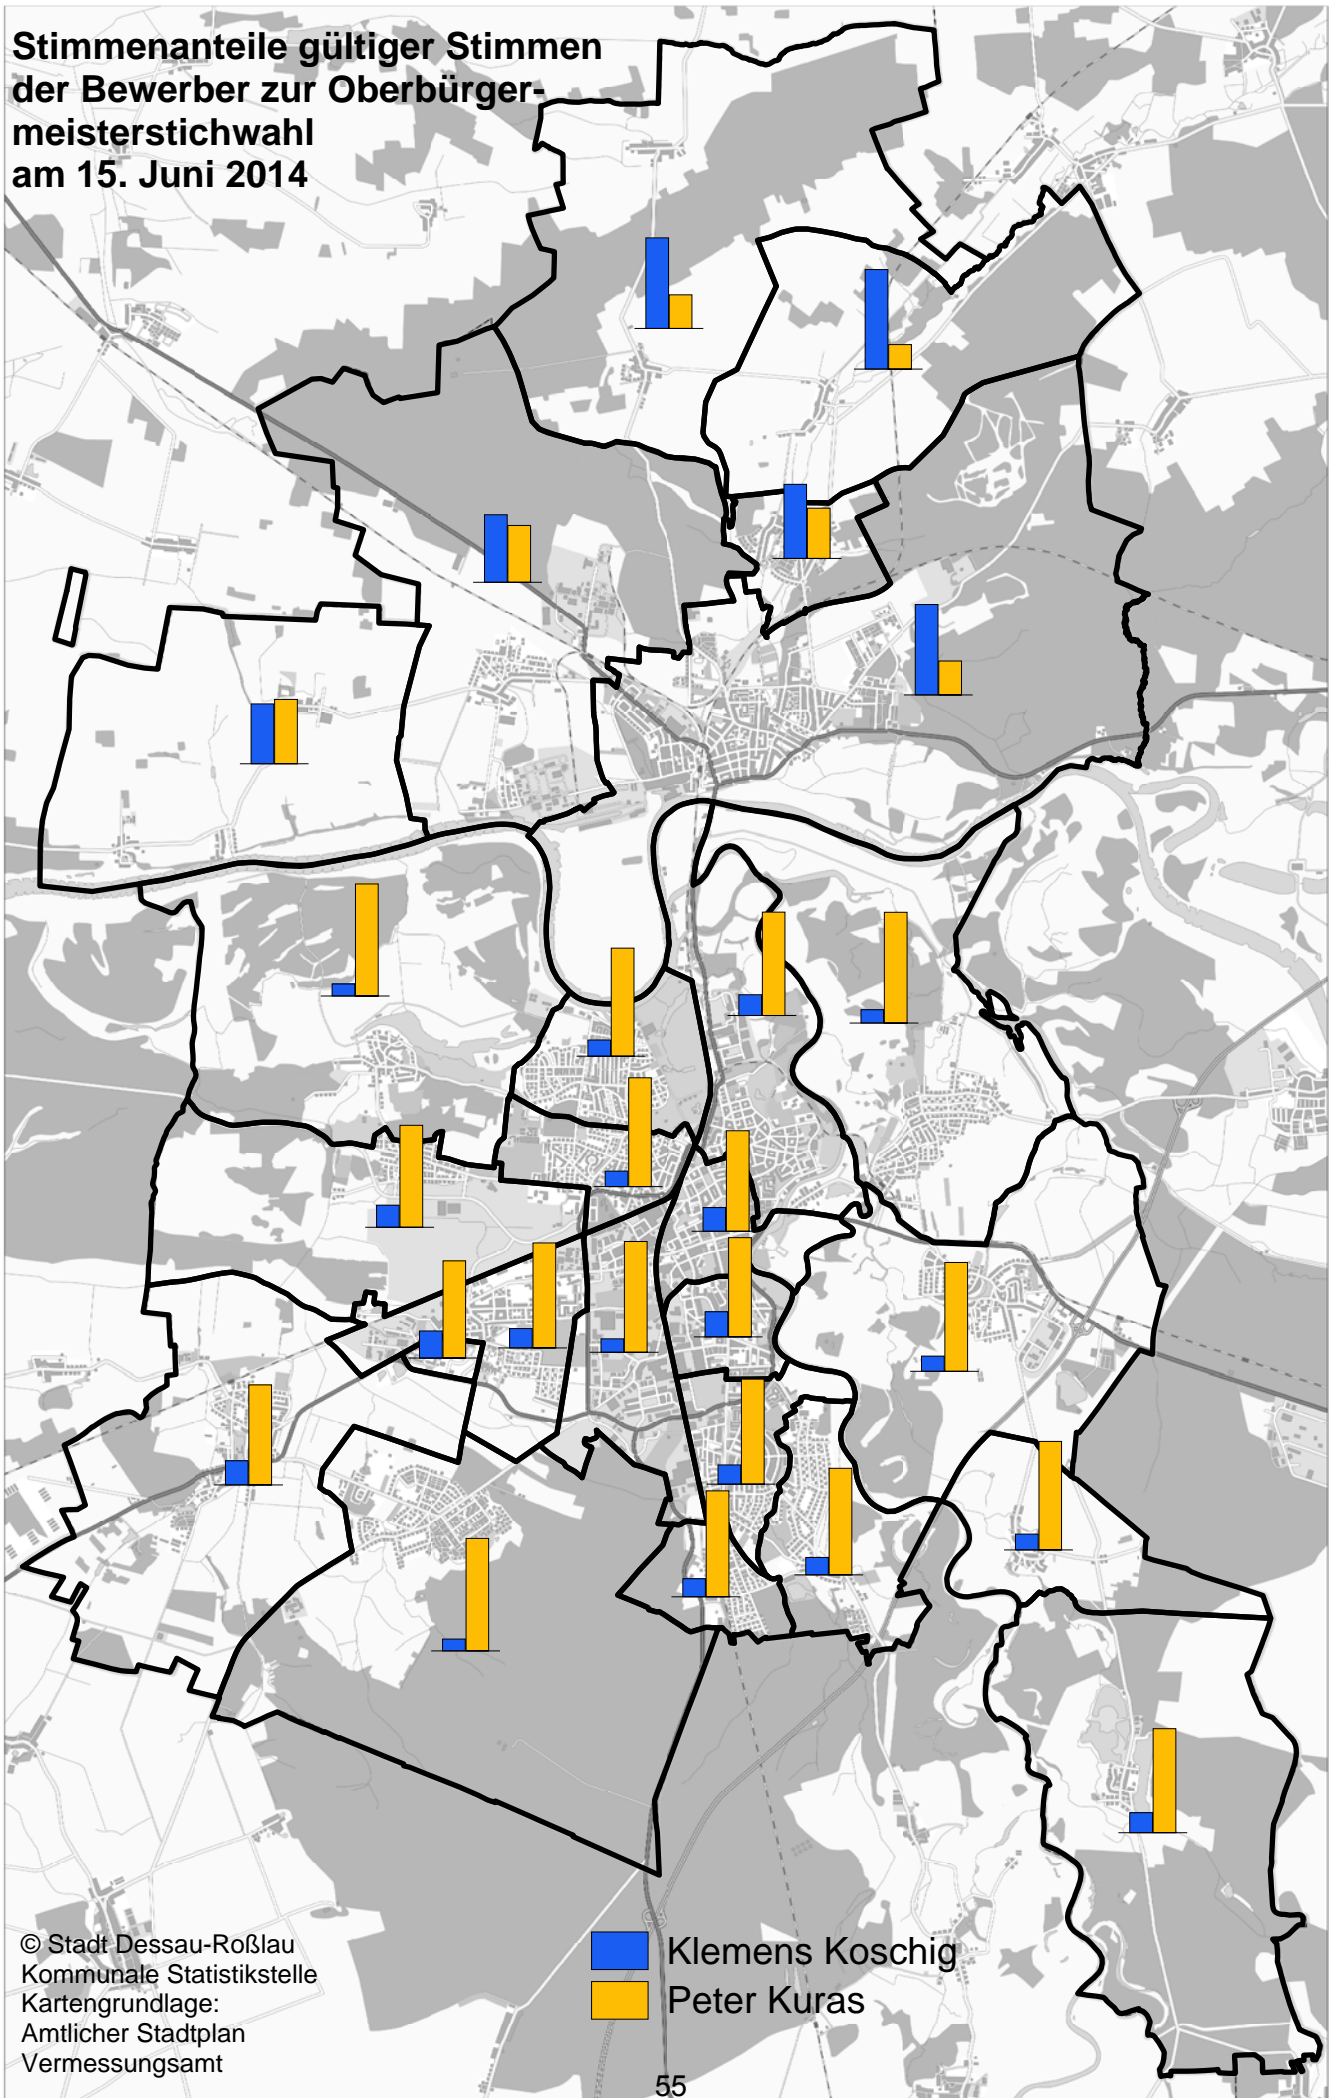 Stimmenanteile gültiger Stimmen
der Bewerber zur Oberbürger-
meisterstichwahl
am 15. Juni 2014
© Stadt Dessau-Roßlau
Kommunale Statistikstelle
Kartengrundlage:
Amtlicher Stadtplan
Vermessungsamt
Klemens Koschig
Peter Kuras
55